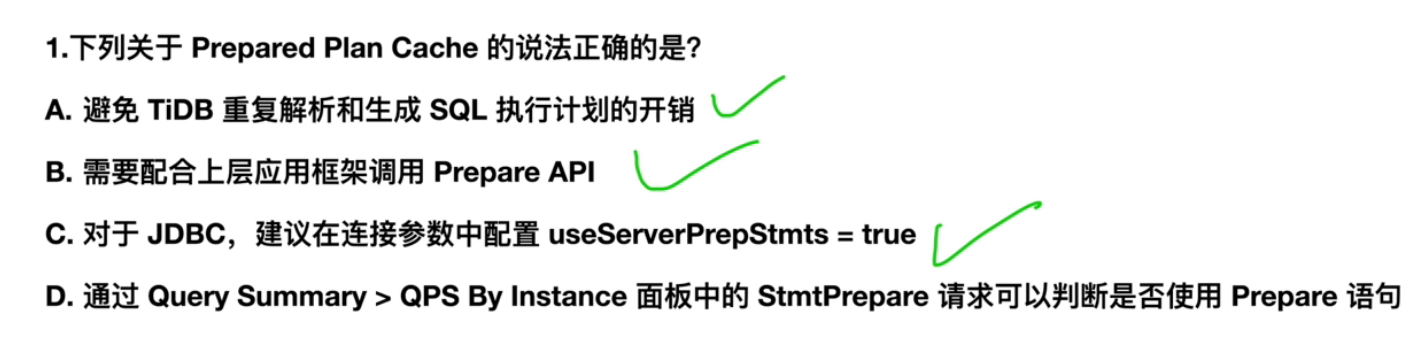 1.下列关于 Prepared Plan Cache 的说法正确的是?
A. 避免 TiDB 重复解析和生成 SQL 执行计划的开销
B. 需要配合上层应用框架调用 Prepare API
C. 对于 JDBC，建议在连接参数中配置 useServerPrepStmts = true
D. 通过 Query Summary > QPS By Instance 面板中的 StmtPrepare 请求可以判断是否使用 Prepare 语句